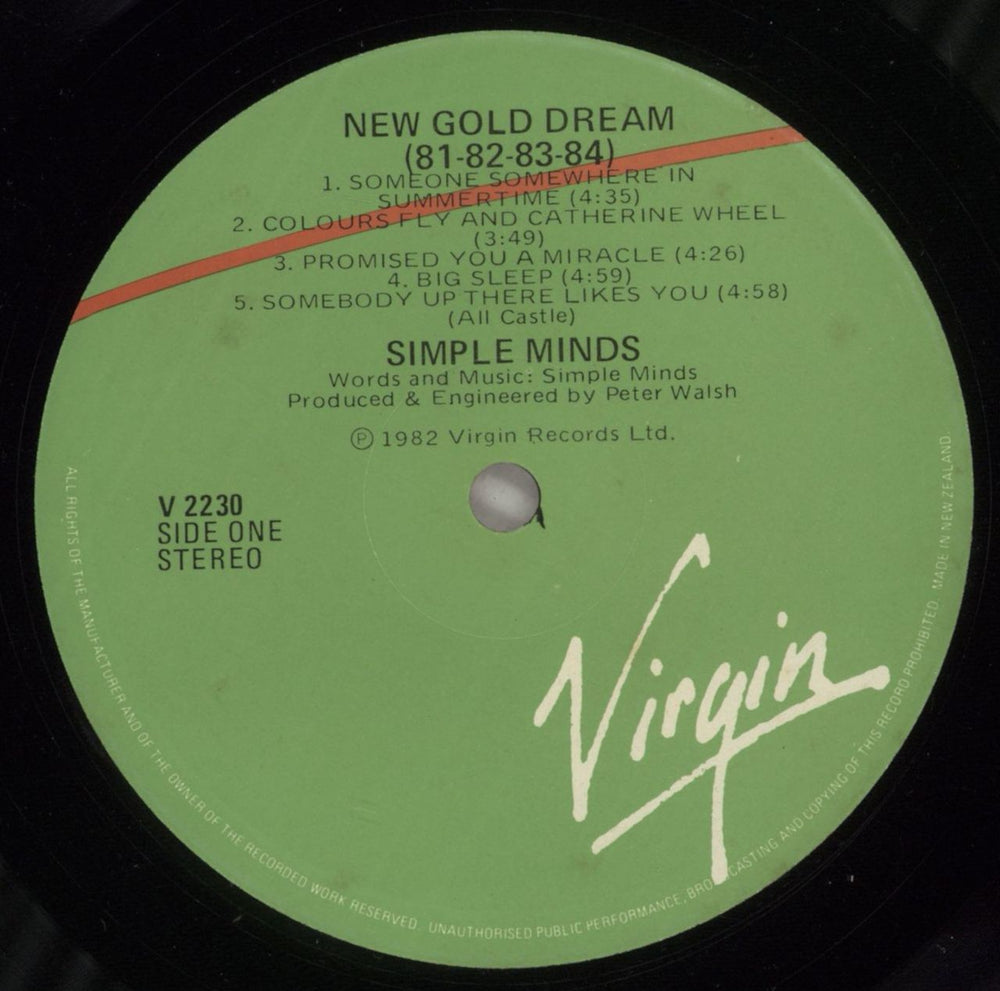 NEW GOLD DREAM
(81-82-83-84)
1. SOMEONE SOMEWHERE IN
SUMMERTIME (4:35)
2. COLOURS FLY AND CATHERINE WHEEL
(3:49)
3. PROMISED YOU A MIRACLE (4:26)
4. BIG SLEEP (4:59)
5. SOMEBODY UP THERE LIKES YOU (4:58)
(All Castle)
SIMPLE MINDS
Words and Music: Simple Minds
Produced & Engineered by Peter Walsh
Ⓟ 1982 Virgin Records Ltd.
V 2230
SIDE ONE
STEREO
Virgin
ALL RIGHTS OF THE MANUFACTURER AND OF THE OWNER OF THE RECORDED WORK RESERVED. UNAUTHORISED PUBLIC PERFORMANCE, BROADCASTING AND COPYING OF THIS RECORD PROHIBITED. MADE IN NEW ZEALAND.